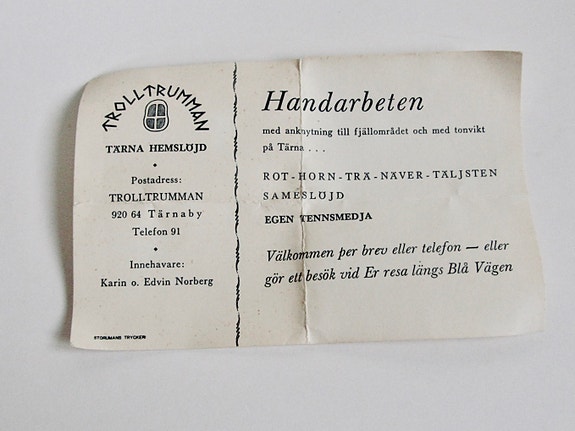 TROLLTRUMMAN
TÄRNA HEMSLÖJD
Postadress:
TROLLTRUMMAN
920 64 Tärnaby
Telefon 91
Innehavare:
Karin o. Edvin Norberg
STORUMANS TRYCKERI
Handarbeten
med anknytning till fjällområdet och med tonvikt
på Tärna . . .
ROT-HORN-TRÄ-NÄVER-TÄLJSTEN
SAMESLÖJD
EGEN TENNSMEDJA
Välkommen per brev eller telefon — eller
gör ett besök vid Er resa längs Blå Vägen